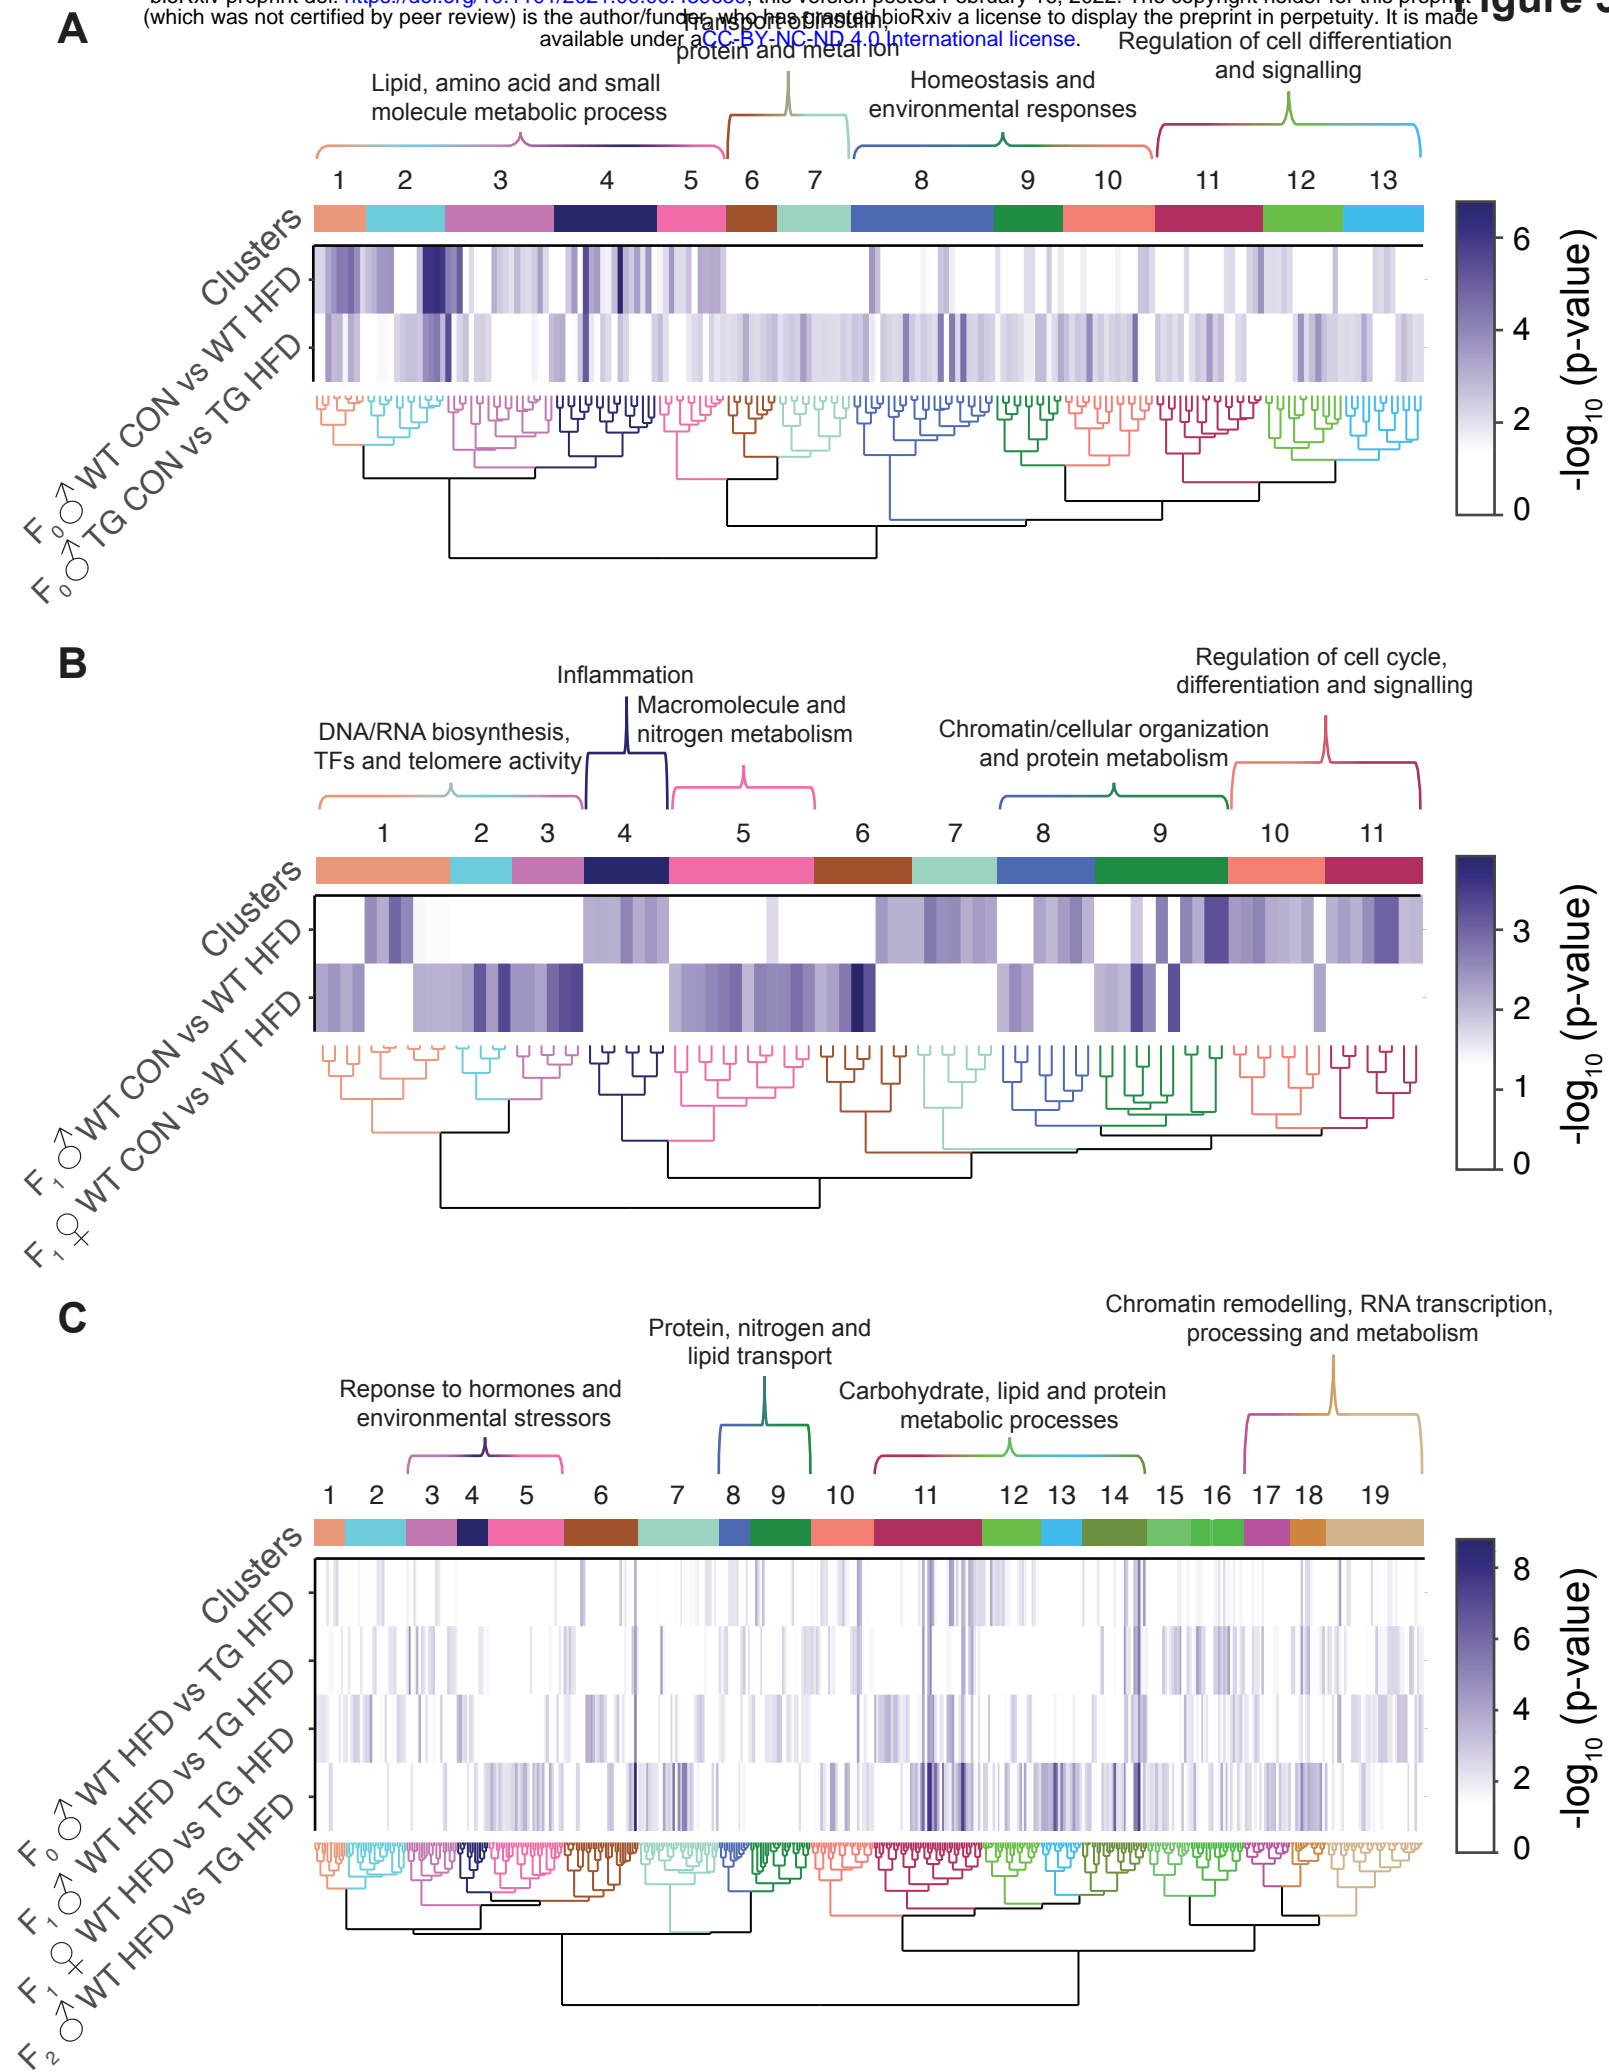 (which was not certified by peer review) is the author/funder, who has granted bioRxiv a license to display the preprint in perpetuity. It is made
available under aCC-BY-NC-ND 4.0 International license.
A
Transport of insulin,
protein and metal ion
Lipid, amino acid and small
molecule metabolic process
Homeostasis and
environmental responses
Regulation of cell differentiation
and signalling
1 2 3 4 5 6 7 8 9 10 11 12 13
Clusters
F0♂WT CON vs WT HFD
F0♂TG CON vs TG HFD
6
4
2
0
-log10 (p-value)
B
DNA/RNA biosynthesis,
TFs and telomere activity
Inflammation
Macromolecule and
nitrogen metabolism
Chromatin/cellular organization
and protein metabolism
Regulation of cell cycle,
differentiation and signalling
1 2 3 4 5 6 7 8 9 10 11
Clusters
F1♂WT CON vs WT HFD
F1♀WT CON vs WT HFD
3
2
1
0
-log10 (p-value)
C
Reponse to hormones and
environmental stressors
Protein, nitrogen and
lipid transport
Carbohydrate, lipid and protein
metabolic processes
Chromatin remodelling, RNA transcription,
processing and metabolism
1 2 3 4 5 6 7 8 9 10 11 12 13 14 15 16 17 18 19
Clusters
F0♂WT HFD vs TG HFD
F1♂WT HFD vs TG HFD
F1♀WT HFD vs TG HFD
F2♂WT HFD vs TG HFD
8
6
4
2
0
-log10 (p-value)